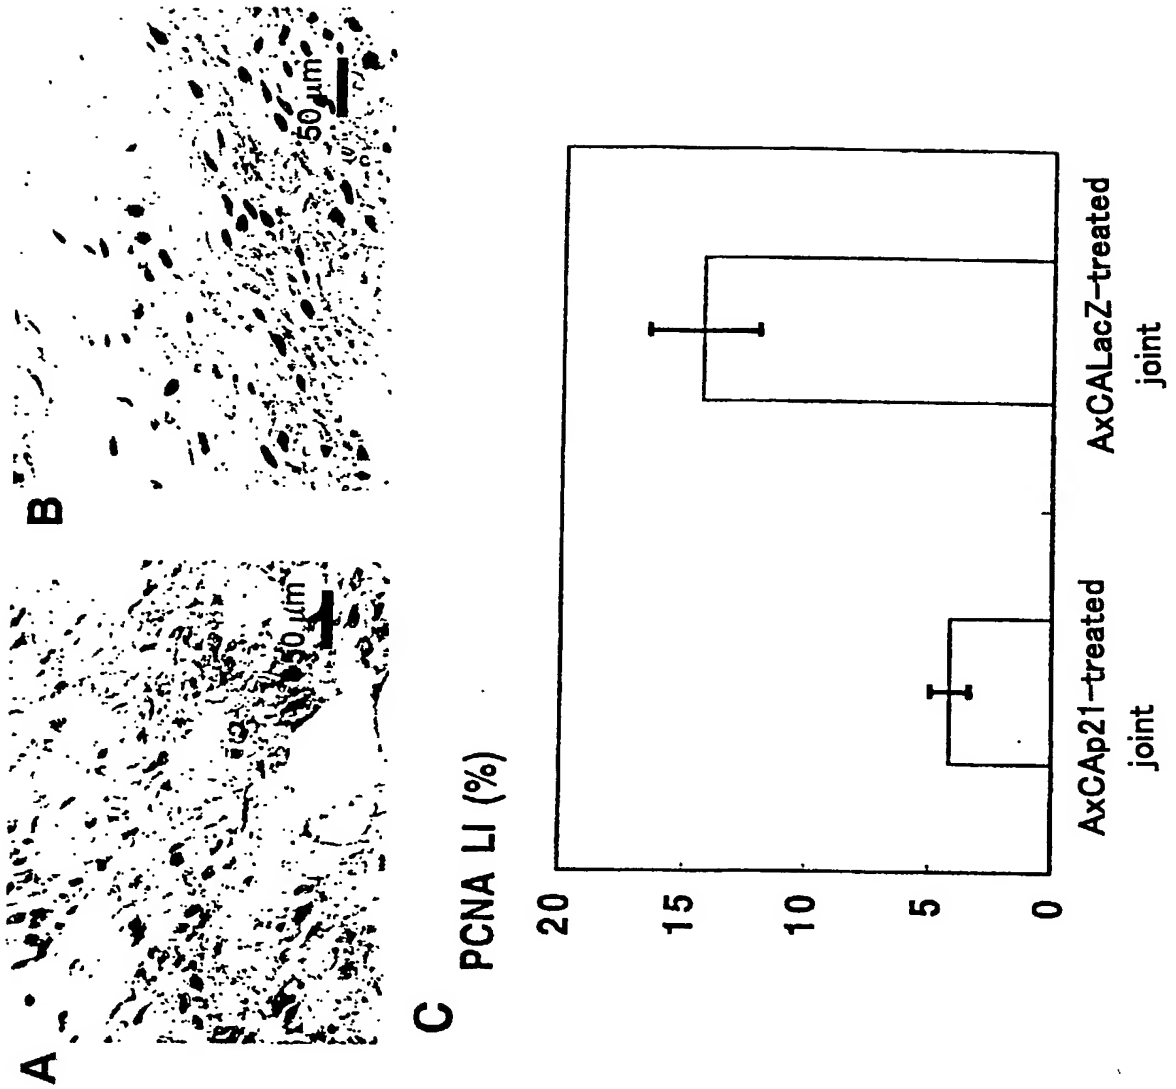 A
B
50 µm
50 µm
C
PCNA LI (%)
20
15
10
5
0
AxCAp21-treated
joint
AxCALacZ-treated
joint